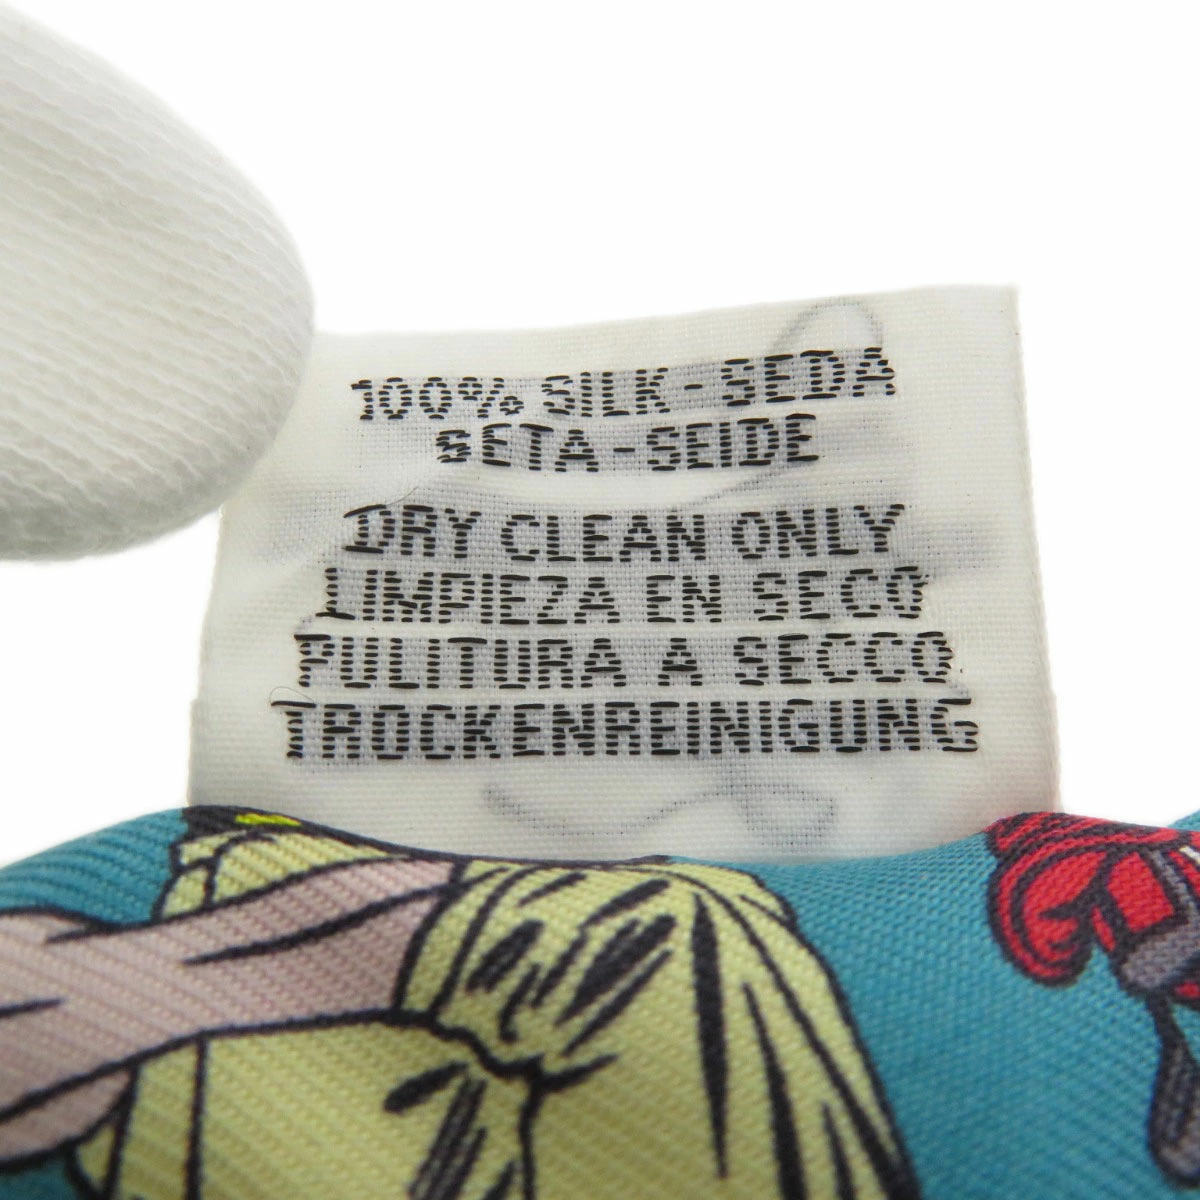 100% SILK-SEDA
SETA-SEIDE
DRY CLEAN ONLY
LIMPIEZA EN SECO
PULITURA A SECCO
TROCKENREINIGUNG